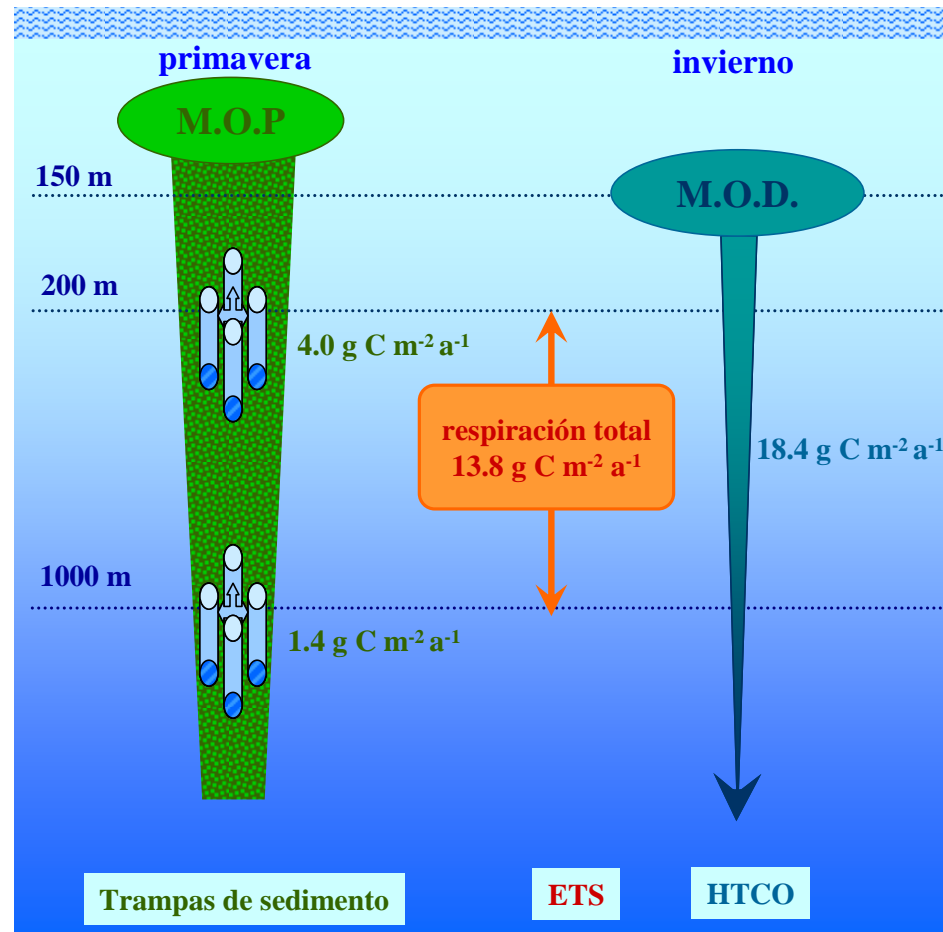 primavera
invierno
M.O.P
150 m
M.O.D.
200 m
4.0 g C m⁻² a⁻¹
respiración total
13.8 g C m⁻² a⁻¹
18.4 g C m⁻² a⁻¹
1000 m
1.4 g C m⁻² a⁻¹
Trampas de sedimento
ETS
HTCO